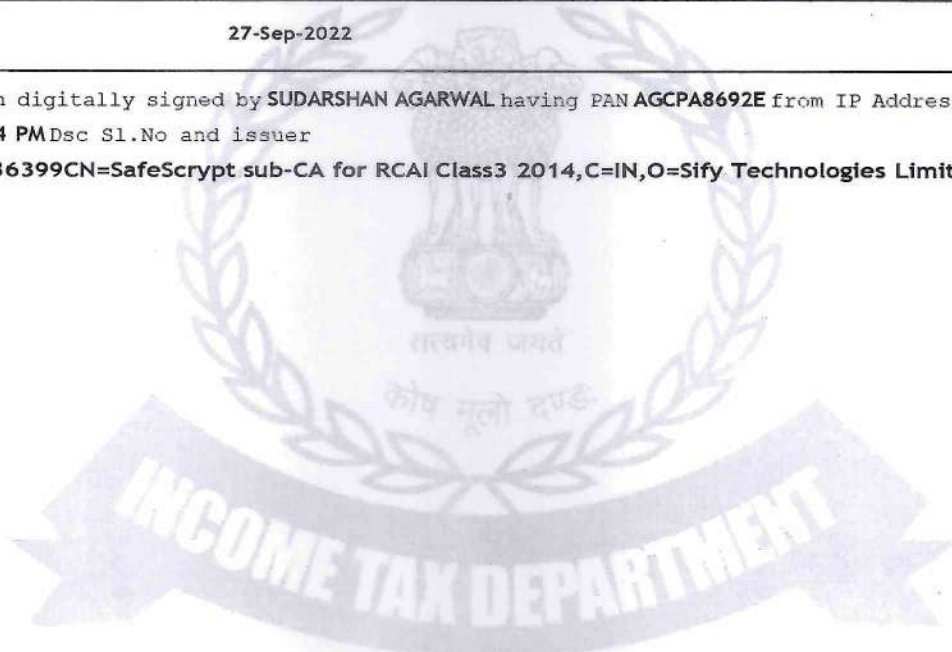 27-Sep-2022
digitally signed by SUDARSHAN AGARWAL having PAN AGCPA8692E from IP Addres
4 PM Dsc Sl.No and issuer
36399CN=SafeScrypt sub-CA for RCAI Class3 2014,C=IN,O=Sify Technologies Limit
सत्यमेव जयते
कोष मूलो दण्ड
INCOME TAX DEPARTMENT